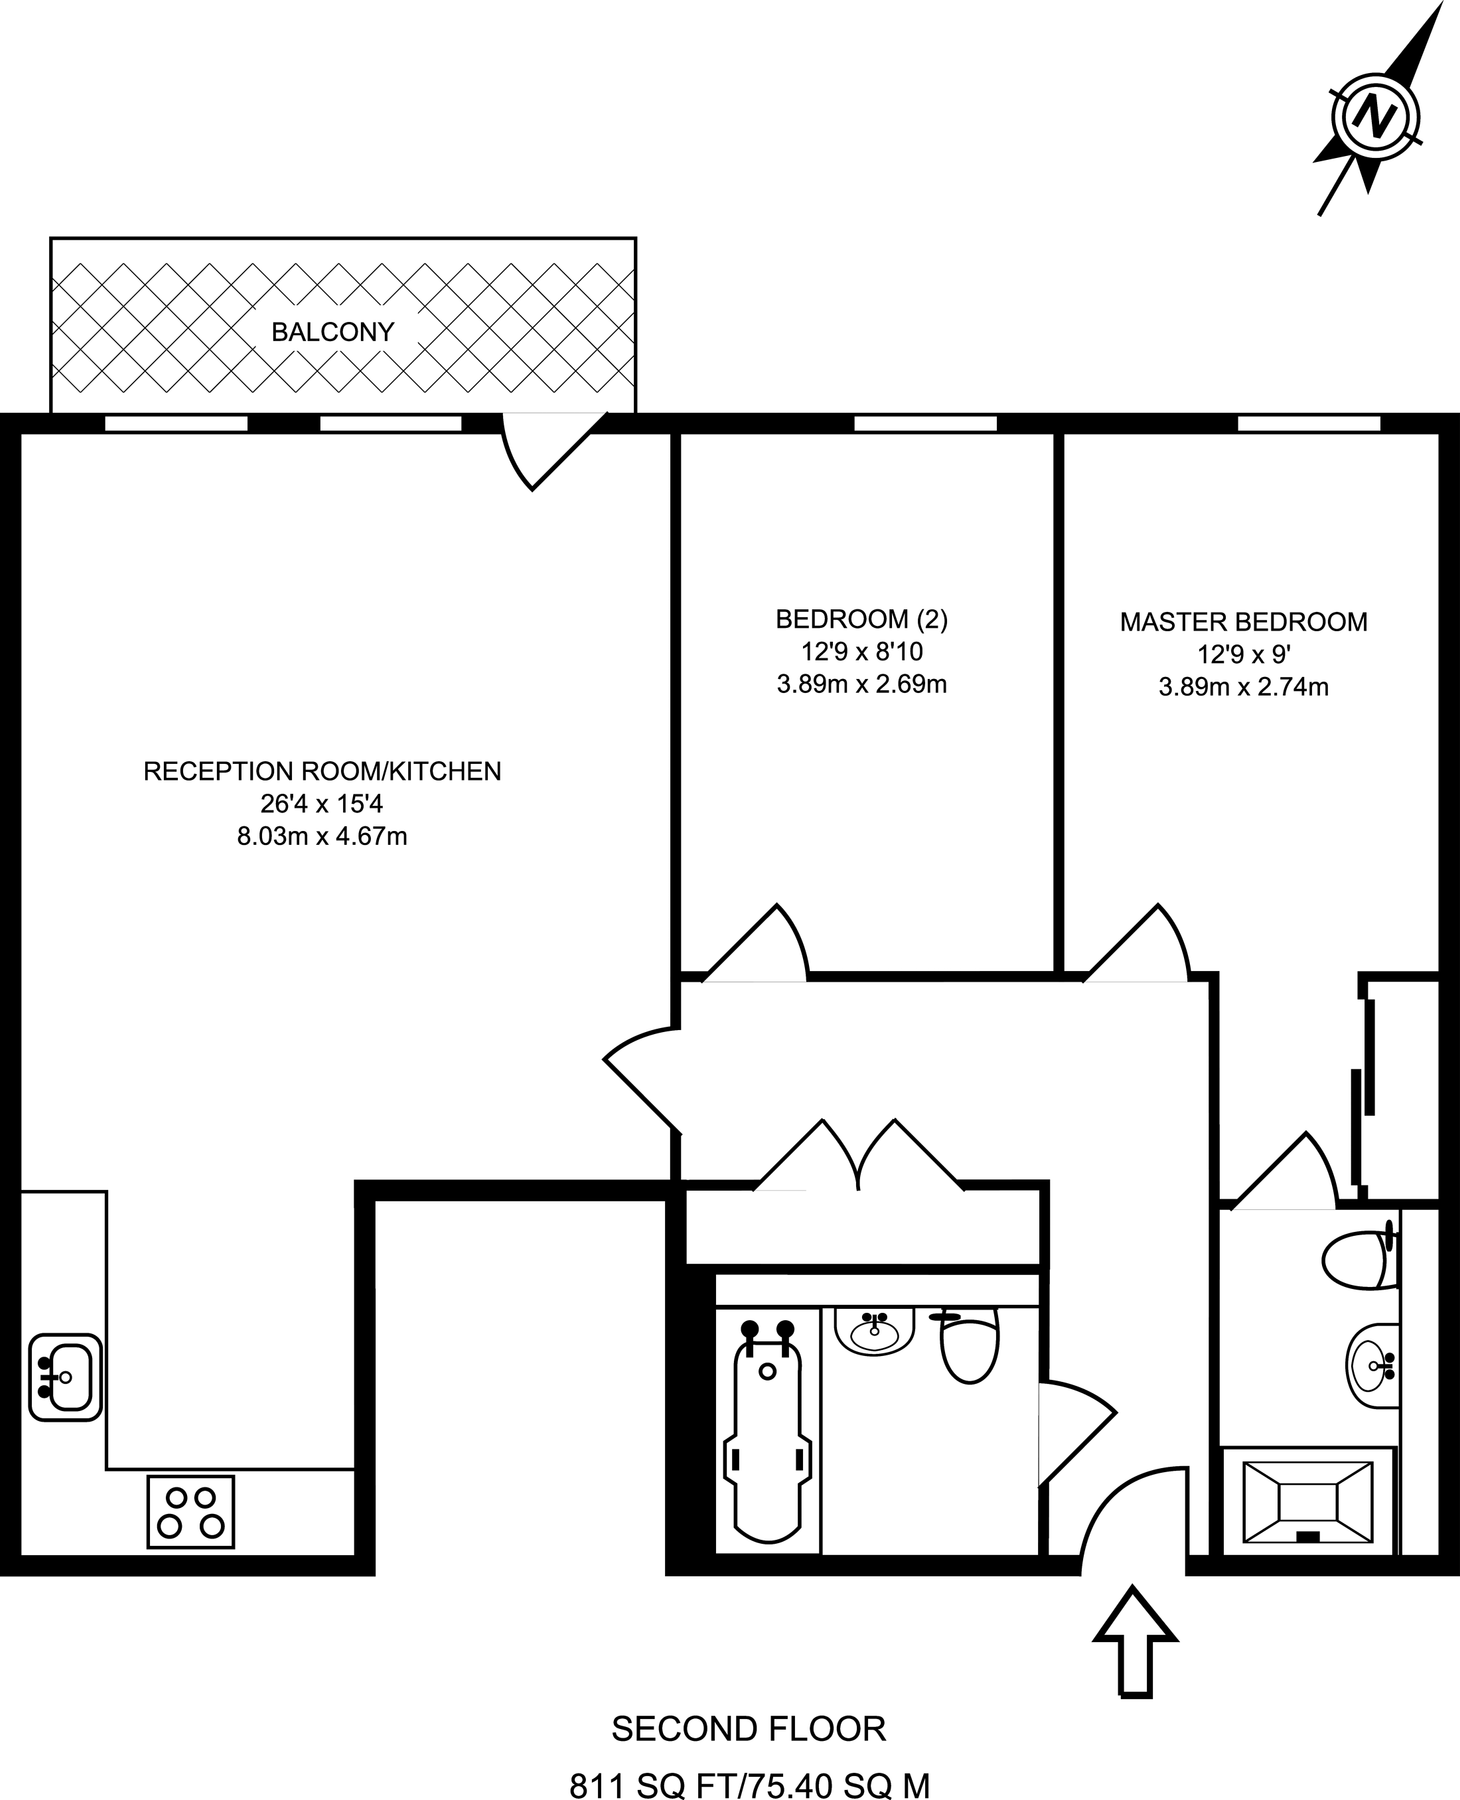 N
BALCONY
BEDROOM (2)
12'9 x 8'10
3.89m x 2.69m
MASTER BEDROOM
12'9 x 9'
3.89m x 2.74m
RECEPTION ROOM/KITCHEN
26'4 x 15'4
8.03m x 4.67m
SECOND FLOOR
811 SQ FT/75.40 SQ M